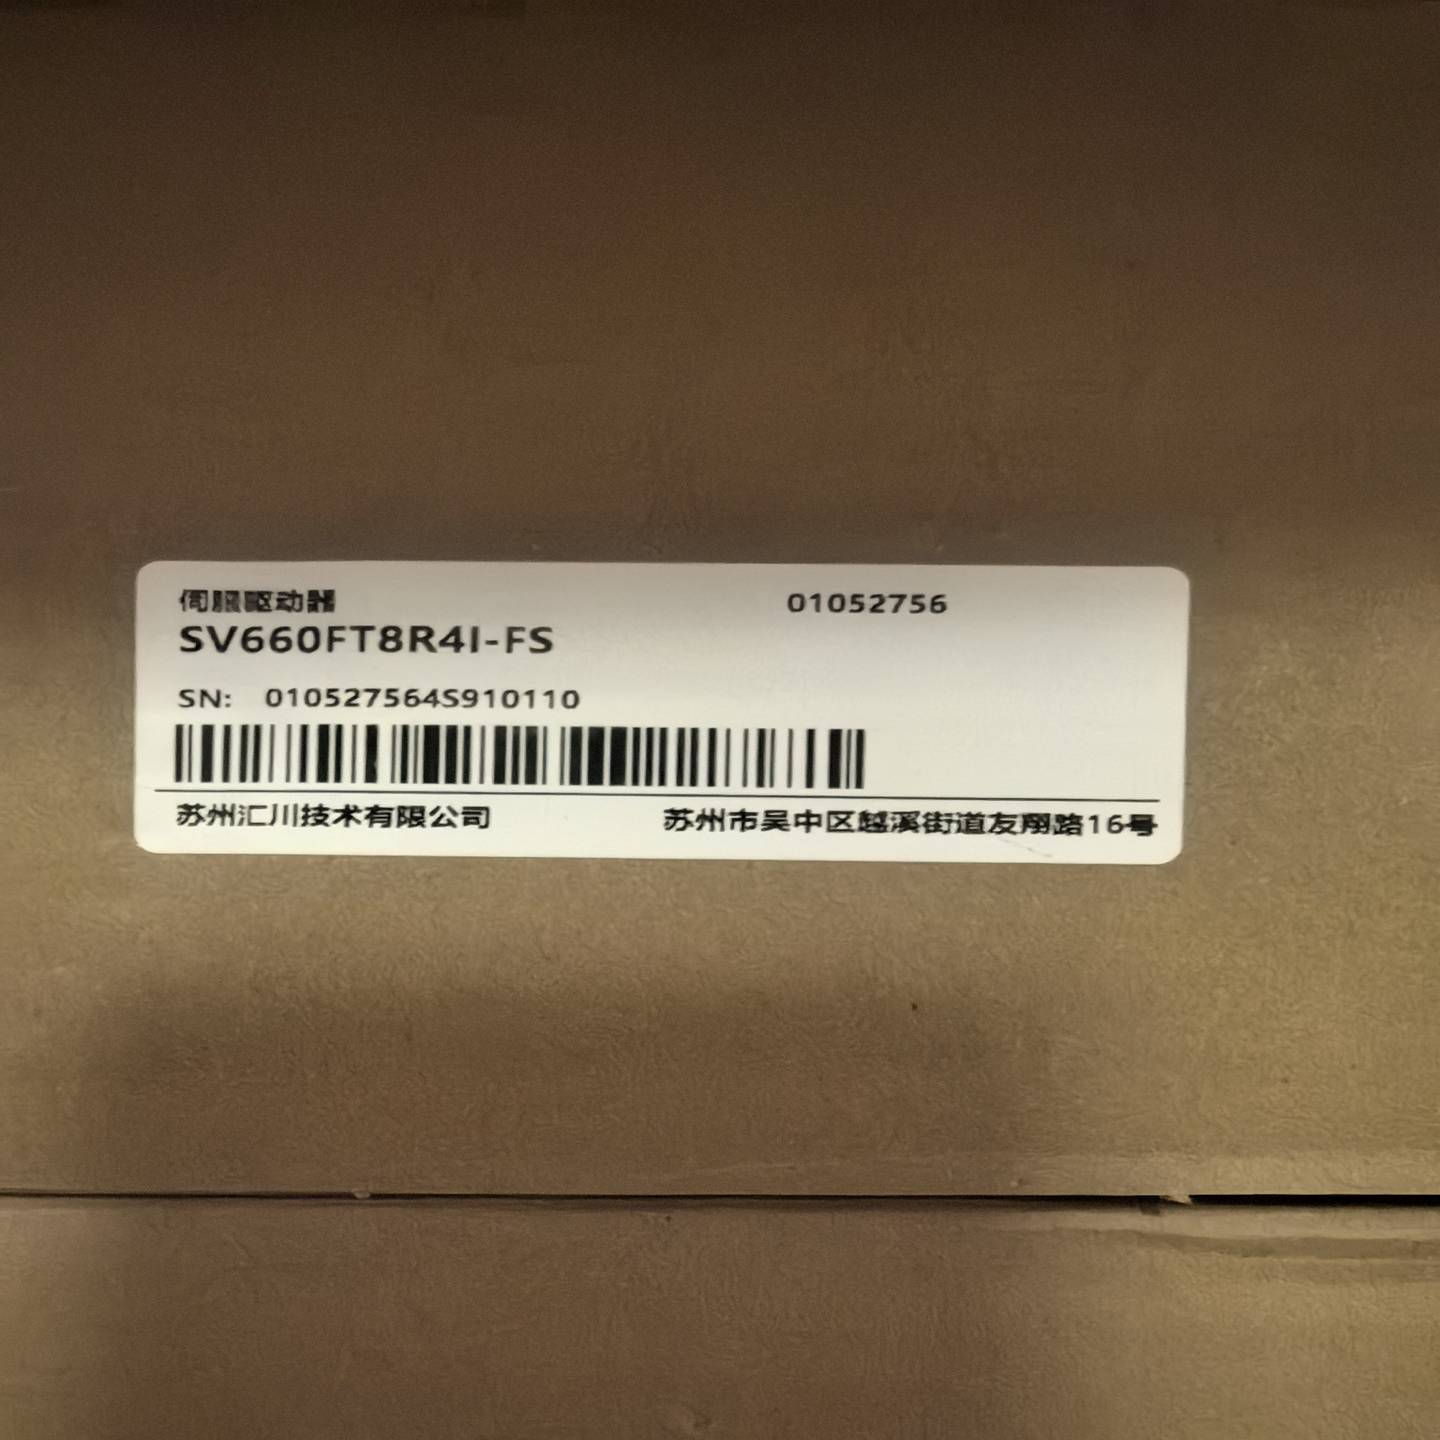 伺服驱动器 01052756
SV660FT8R4I-FS
SN: 010527564S910110
苏州汇川技术有限公司 苏州市吴中区越溪街道友翔路16号